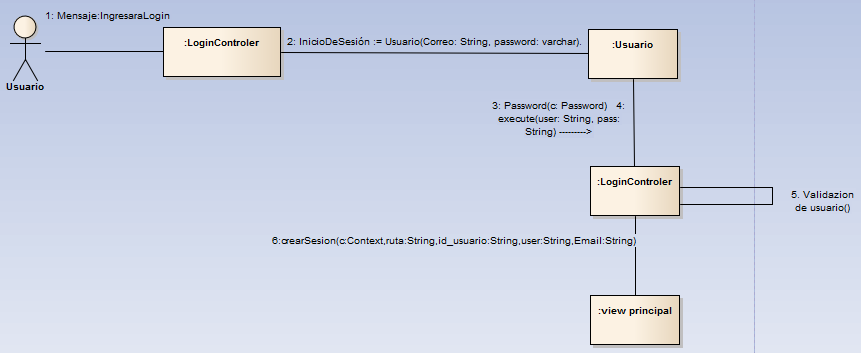 1: Mensaje:IngresaraLogin
:LoginControler
2: InicioDeSesión := Usuario(Correo: String, password: varchar).
:Usuario
Usuario
3: Password(c: Password) 4:
execute(user: String, pass:
String) --------->
:LoginControler
5. Validazion
de usuario()
6:crearSesion(c:Context,ruta:String,id_usuario:String,user:String,Email:String)
:view principal